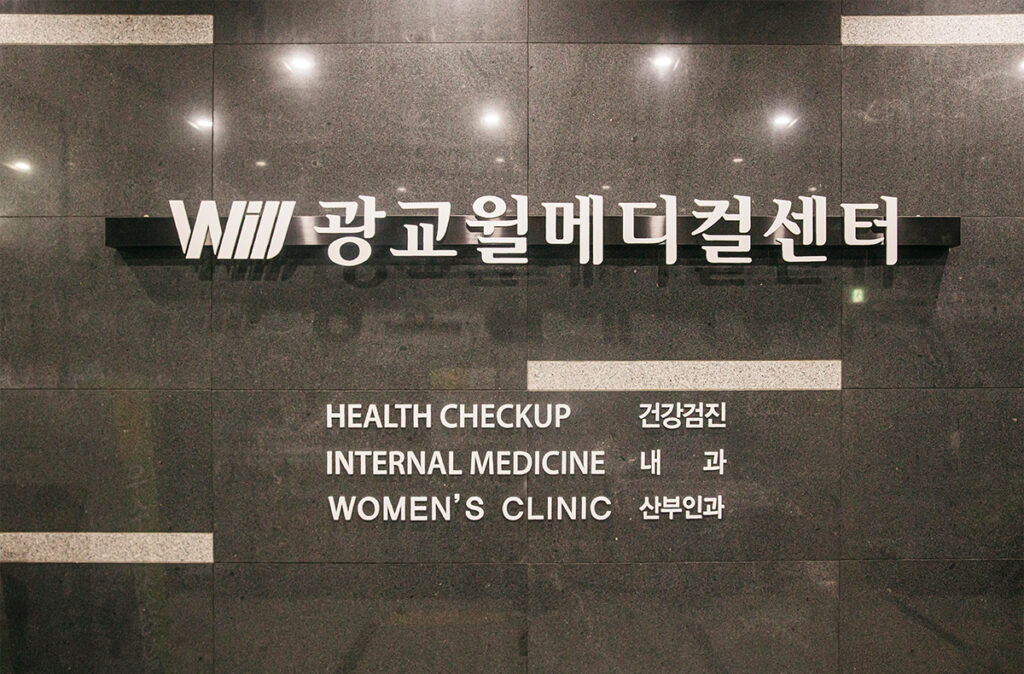 Will 광교윌메디컬센터
HEALTH CHECKUP 건강검진
INTERNAL MEDICINE 내 과
WOMEN'S CLINIC 산부인과